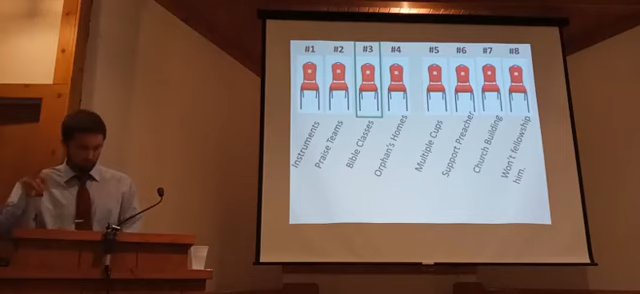 #1 #2 #3 #4 #5 #6 #7 #8
Instruments
Praise Teams
Bible Classes
Orphan's Homes
Multiple Cups
Support Preacher
Church Building
Won't fellowship
him.